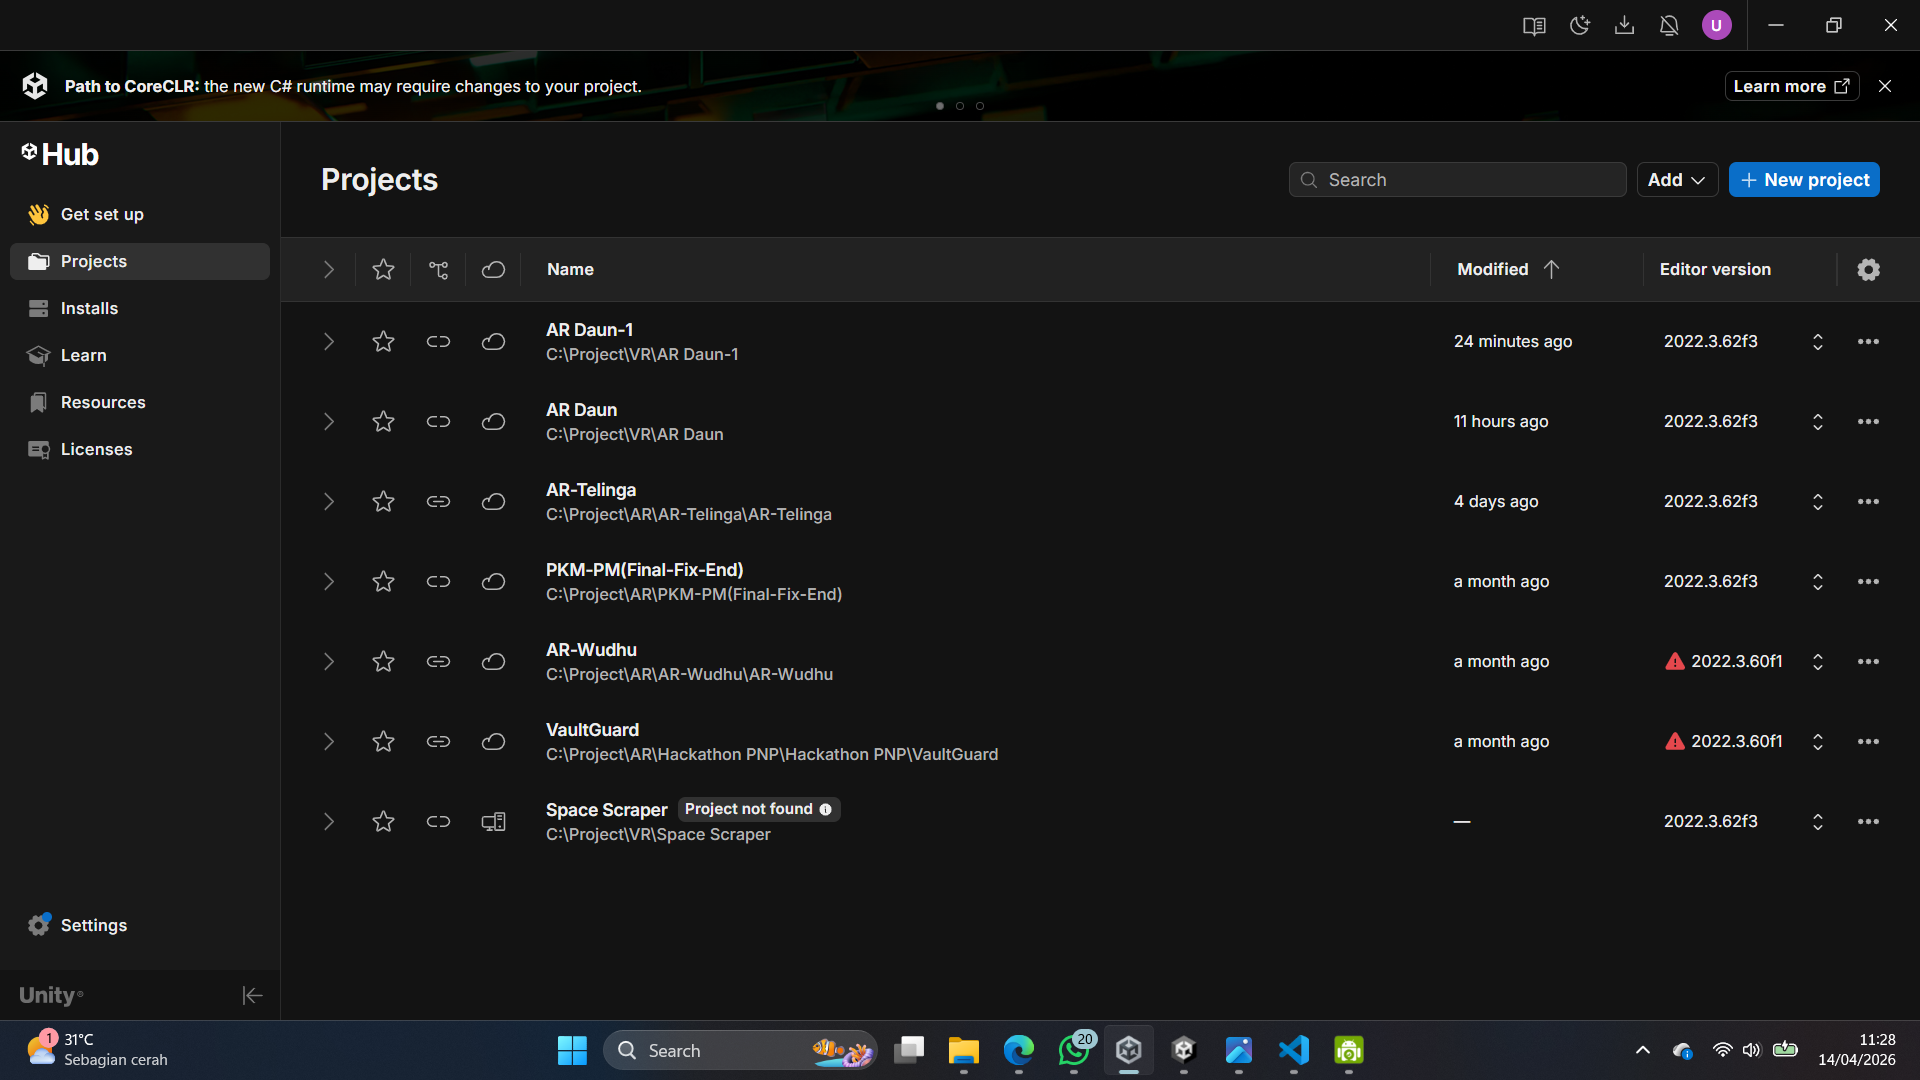 U
Path to CoreCLR: the new C# runtime may require changes to your project.
Learn more
Hub
Get set up
Projects
Installs
Learn
Resources
Licenses
Settings
Unity
Projects
Search
Add
New project
Name
Modified
Editor version
AR Daun-1
C:\Project\VR\AR Daun-1
24 minutes ago
2022.3.62f3
AR Daun
C:\Project\VR\AR Daun
11 hours ago
2022.3.62f3
AR-Telinga
C:\Project\AR\AR-Telinga\AR-Telinga
4 days ago
2022.3.62f3
PKM-PM(Final-Fix-End)
C:\Project\AR\PKM-PM(Final-Fix-End)
a month ago
2022.3.62f3
AR-Wudhu
C:\Project\AR\AR-Wudhu\AR-Wudhu
a month ago
2022.3.60f1
VaultGuard
C:\Project\AR\Hackathon PNP\Hackathon PNP\VaultGuard
a month ago
2022.3.60f1
Space Scraper Project not found
C:\Project\VR\Space Scraper
—
2022.3.62f3
1
31°C
Sebagian cerah
Search
20
11:28
14/04/2026